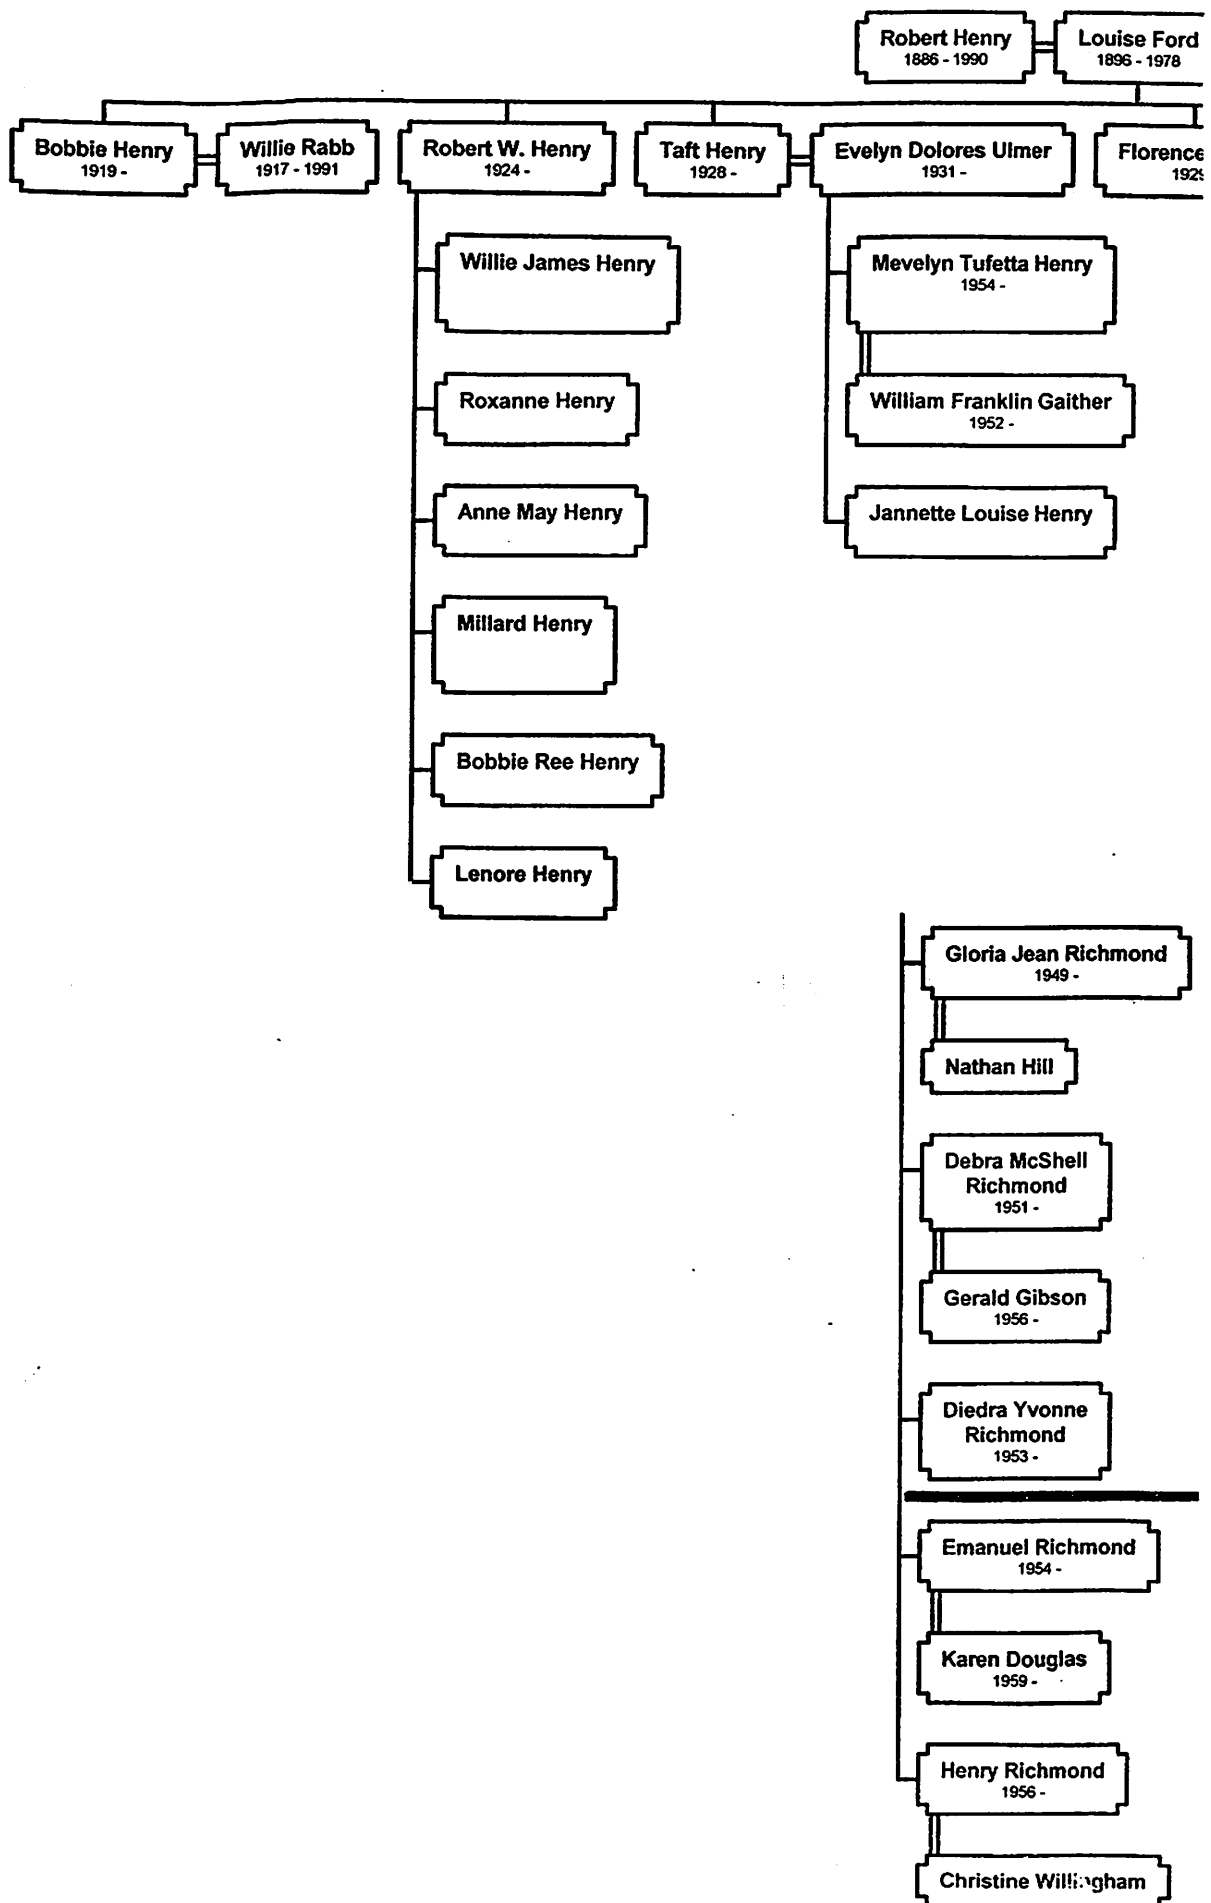 Robert Henry
1886 - 1990
Louise Ford
1896 - 1978
Bobbie Henry
1919 -
Willie Rabb
1917 - 1991
Robert W. Henry
1924 -
Taft Henry
1928 -
Evelyn Dolores Ulmer
1931 -
Florence
1929
Willie James Henry
Mevelyn Tufetta Henry
1954 -
Roxanne Henry
William Franklin Gaither
1952 -
Anne May Henry
Jannette Louise Henry
Millard Henry
Bobbie Ree Henry
Lenore Henry
Gloria Jean Richmond
1949 -
Nathan Hill
Debra McShell
Richmond
1951 -
Gerald Gibson
1956 -
Diedra Yvonne
Richmond
1953 -
Emanuel Richmond
1954 -
Karen Douglas
1959 -
Henry Richmond
1956 -
Christine Willingham